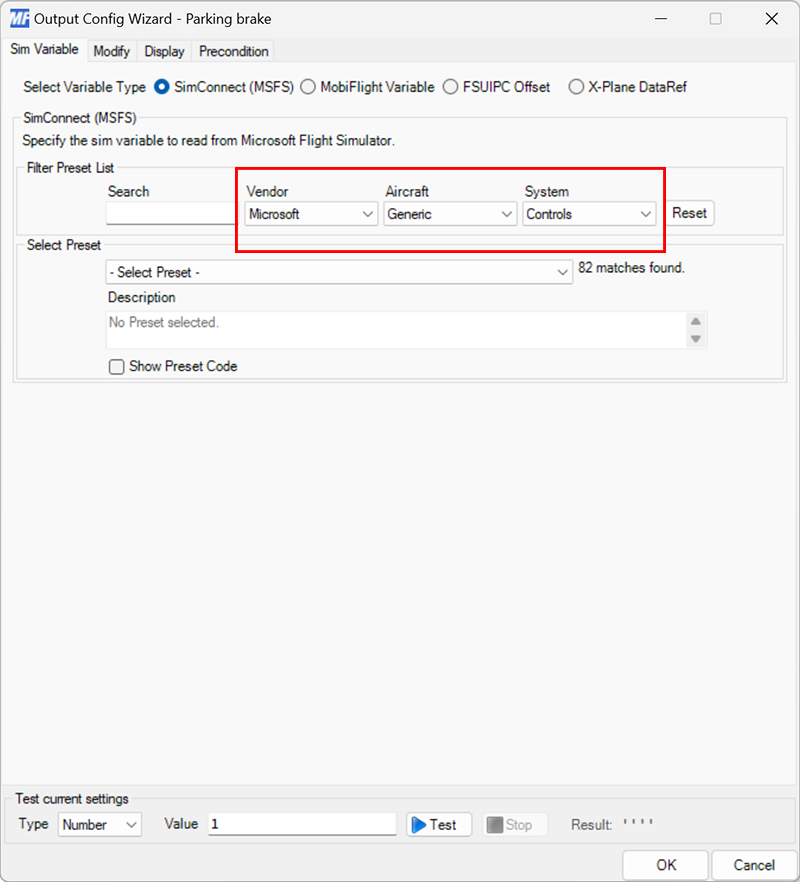 MF Output Config Wizard - Parking brake
Sim Variable Modify Display Precondition
Select Variable Type SimConnect (MSFS) MobiFlight Variable FSUIPC Offset X-Plane DataRef
SimConnect (MSFS)
Specify the sim variable to read from Microsoft Flight Simulator.
Filter Preset List
Search Vendor Aircraft System
Microsoft Generic Controls Reset
Select Preset
- Select Preset - 82 matches found.
Description
No Preset selected.
Show Preset Code
Test current settings
Type Number Value 1 Test Stop Result: ' ' ' '
OK Cancel